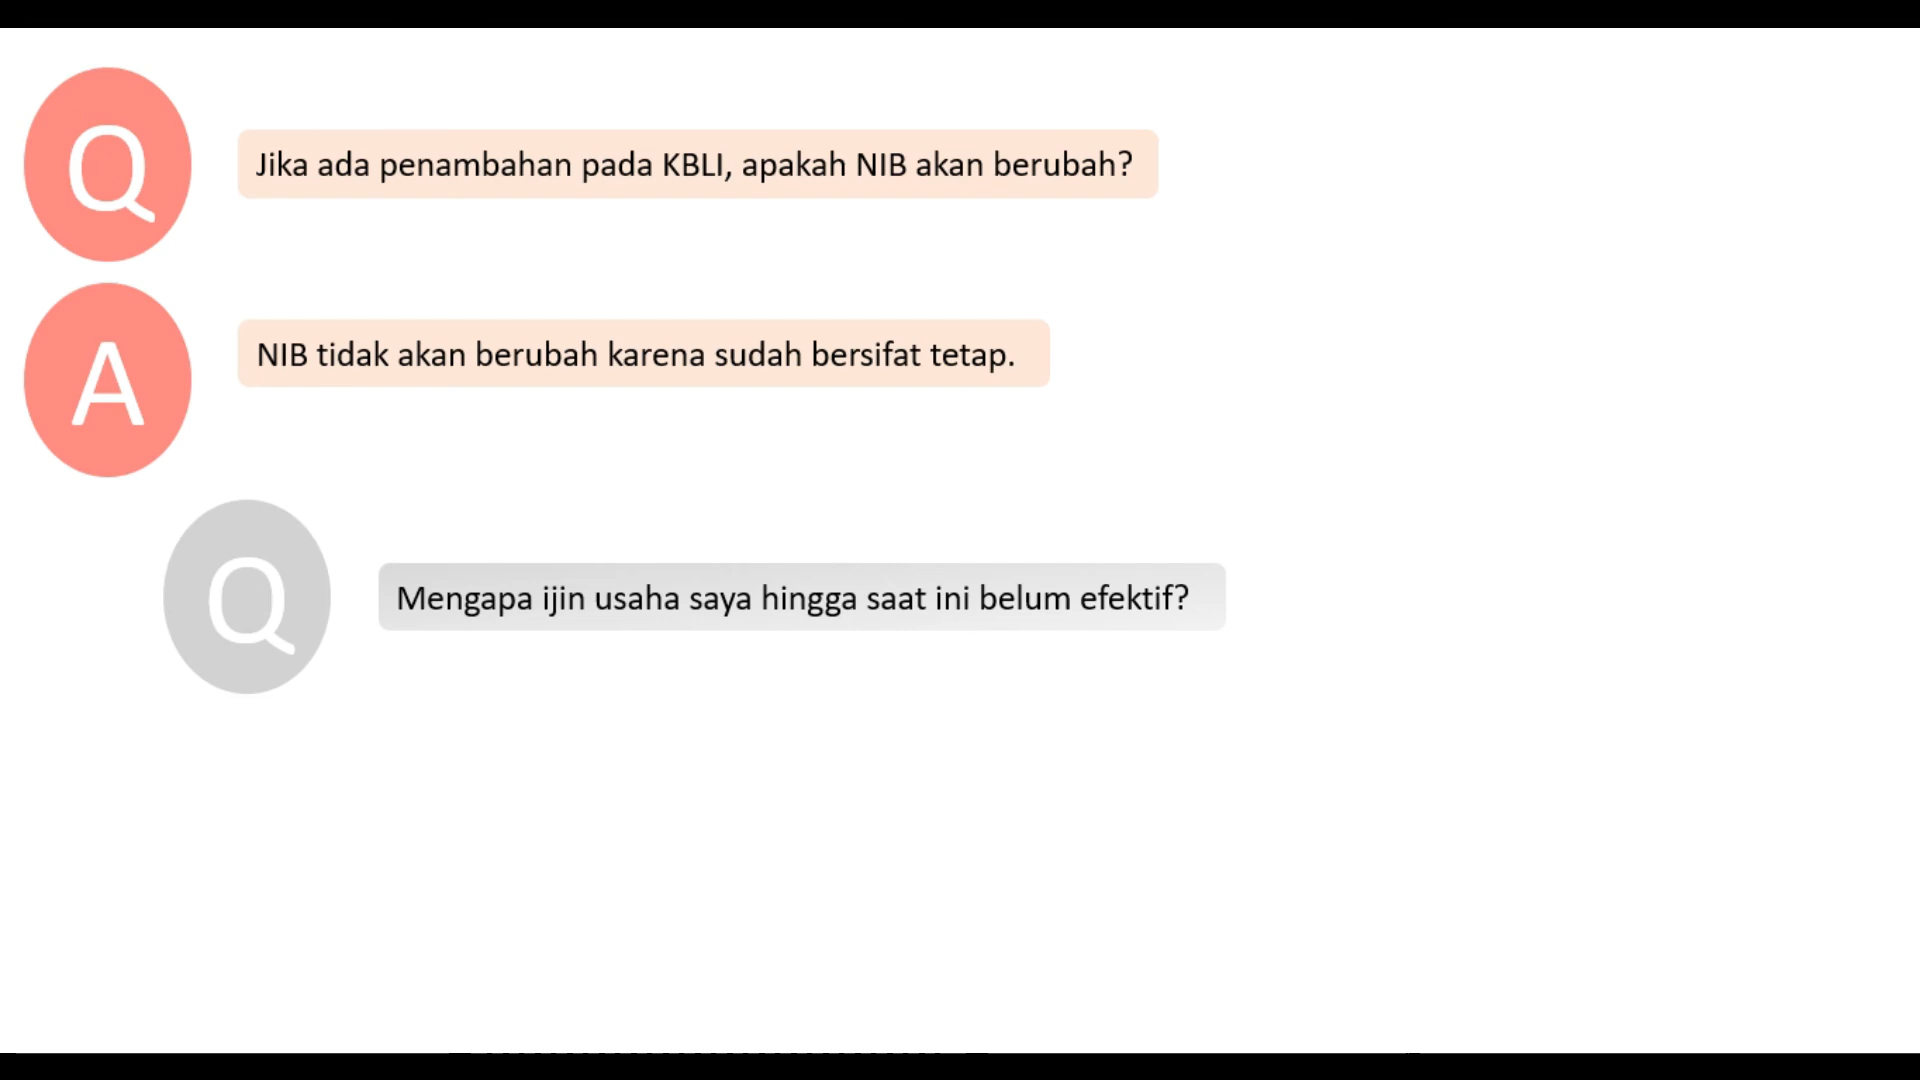 Q
Jika ada penambahan pada KBLI, apakah NIB akan berubah?
A
NIB tidak akan berubah karena sudah bersifat tetap.
Q
Mengapa ijin usaha saya hingga saat ini belum efektif?